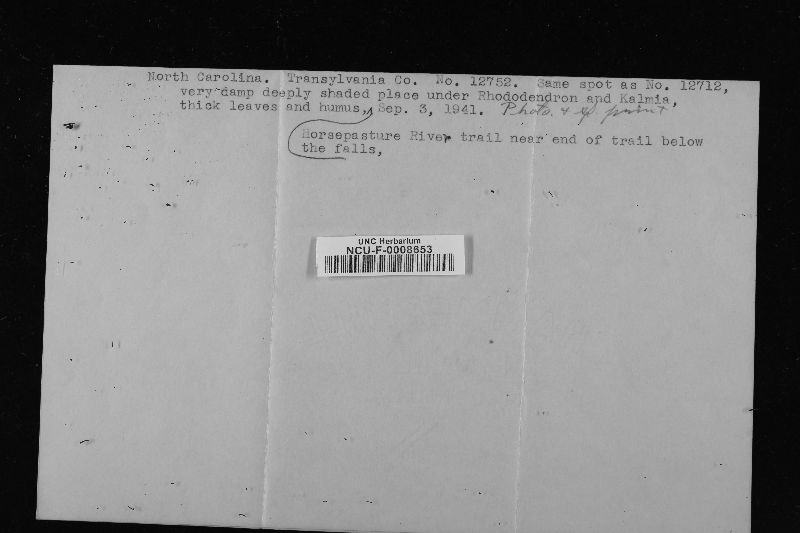 North Carolina. Transylvania Co. No. 12752. Same spot as No. 12712,
very damp deeply shaded place under Rhododendron and Kalmia,
thick leaves and humus, Sep. 3, 1941. Photo. & sp print
Horsepasture River trail near end of trail below
the falls,
UNC Herbarium
NCU-F-0008653